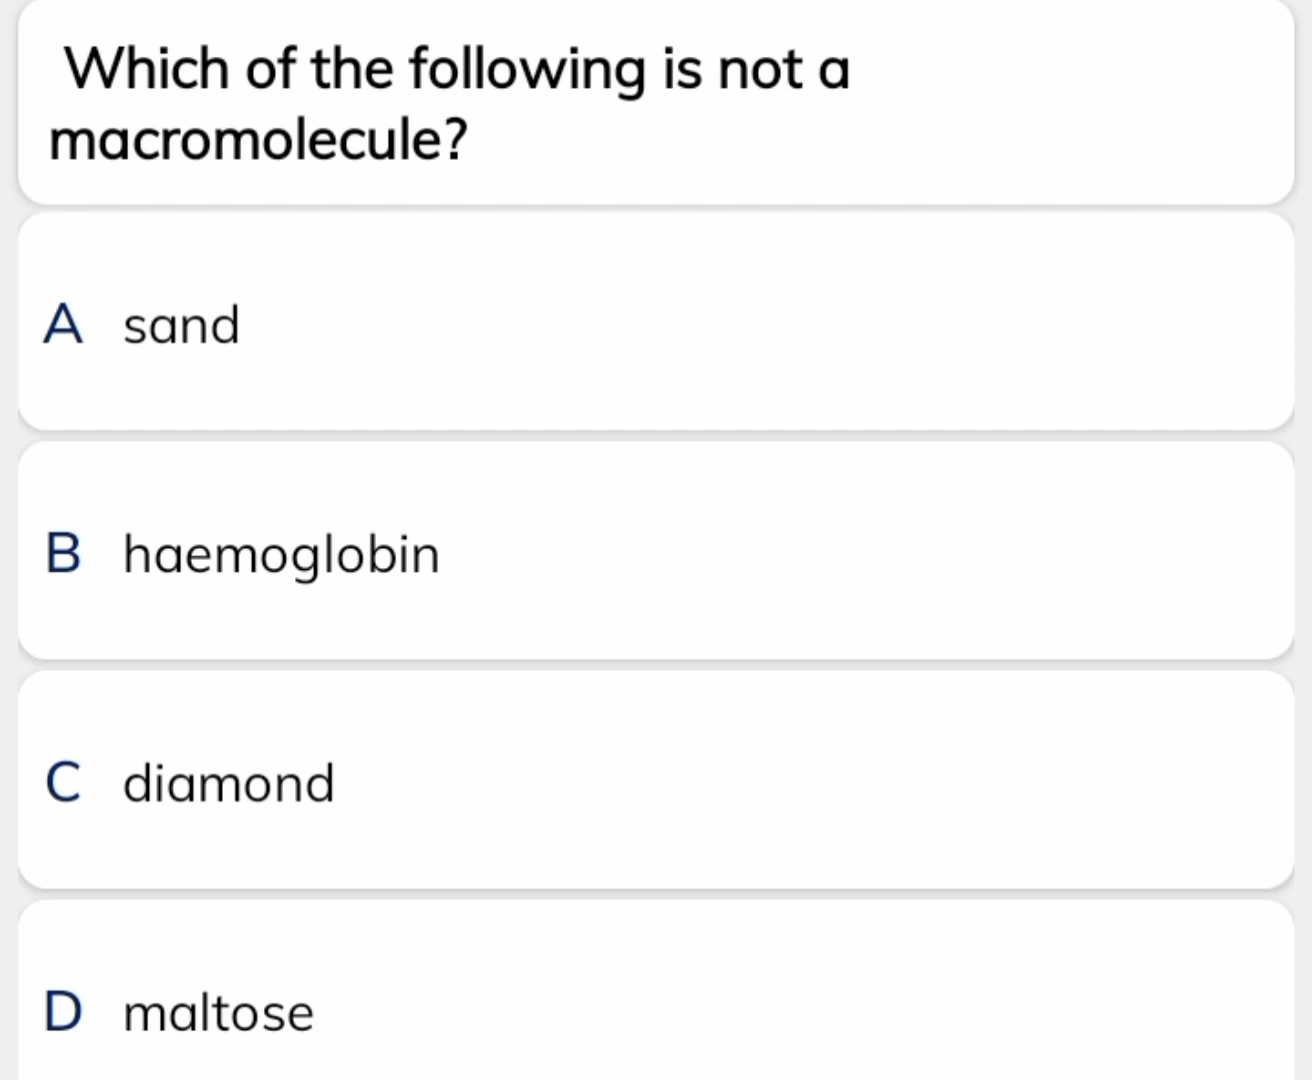 Which of the following is not a
macromolecule?
A sand
B haemoglobin
C diamond
D maltose